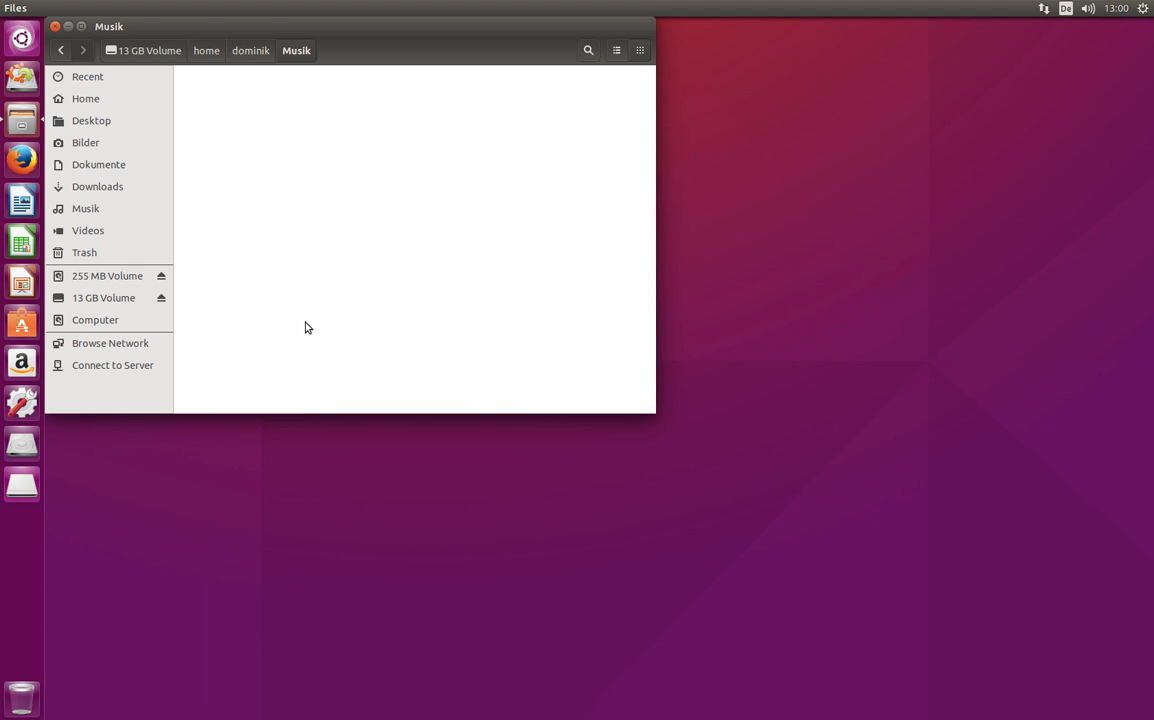 Files
De
13:00
Musik
13 GB Volume home dominik Musik
Recent
Home
Desktop
Bilder
Dokumente
Downloads
Musik
Videos
Trash
255 MB Volume
13 GB Volume
Computer
Browse Network
Connect to Server